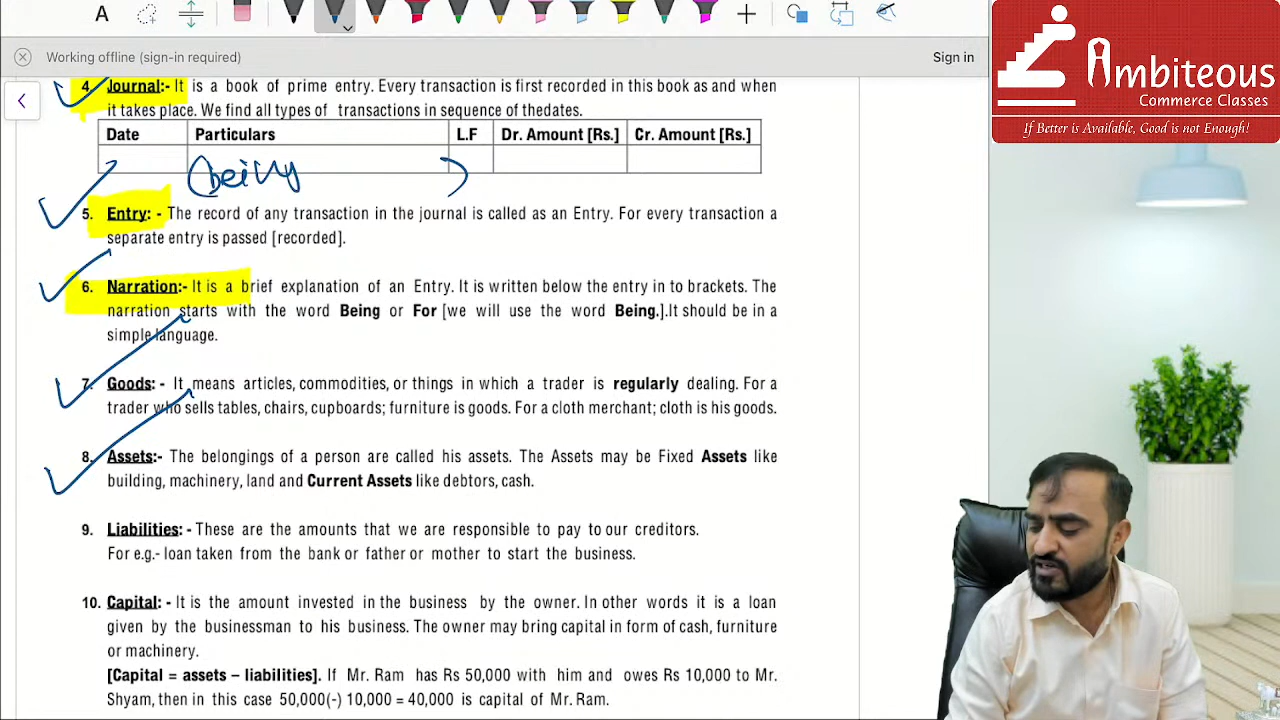 A
Working offline (sign-in required)
Sign in
Ambiteous
Commerce Classes
If Better is Available, Good is not Enough!
4 Journal:- It is a book of prime entry. Every transaction is first recorded in this book as and when
it takes place. We find all types of transactions in sequence of thedates.
Date Particulars L.F Dr. Amount [Rs.] Cr. Amount [Rs.]
(being )
5. Entry: - The record of any transaction in the journal is called as an Entry. For every transaction a
separate entry is passed [recorded].
6. Narration:- It is a brief explanation of an Entry. It is written below the entry in to brackets. The
narration starts with the word Being or For [we will use the word Being.].It should be in a
simple language.
7. Goods: - It means articles, commodities, or things in which a trader is regularly dealing. For a
trader who sells tables, chairs, cupboards; furniture is goods. For a cloth merchant; cloth is his goods.
8. Assets:- The belongings of a person are called his assets. The Assets may be Fixed Assets like
building, machinery, land and Current Assets like debtors, cash.
9. Liabilities: - These are the amounts that we are responsible to pay to our creditors.
For e.g.- loan taken from the bank or father or mother to start the business.
10. Capital: - It is the amount invested in the business by the owner. In other words it is a loan
given by the businessman to his business. The owner may bring capital in form of cash, furniture
or machinery.
[Capital = assets – liabilities]. If Mr. Ram has Rs 50,000 with him and owes Rs 10,000 to Mr.
Shyam, then in this case 50,000(-) 10,000 = 40,000 is capital of Mr. Ram.